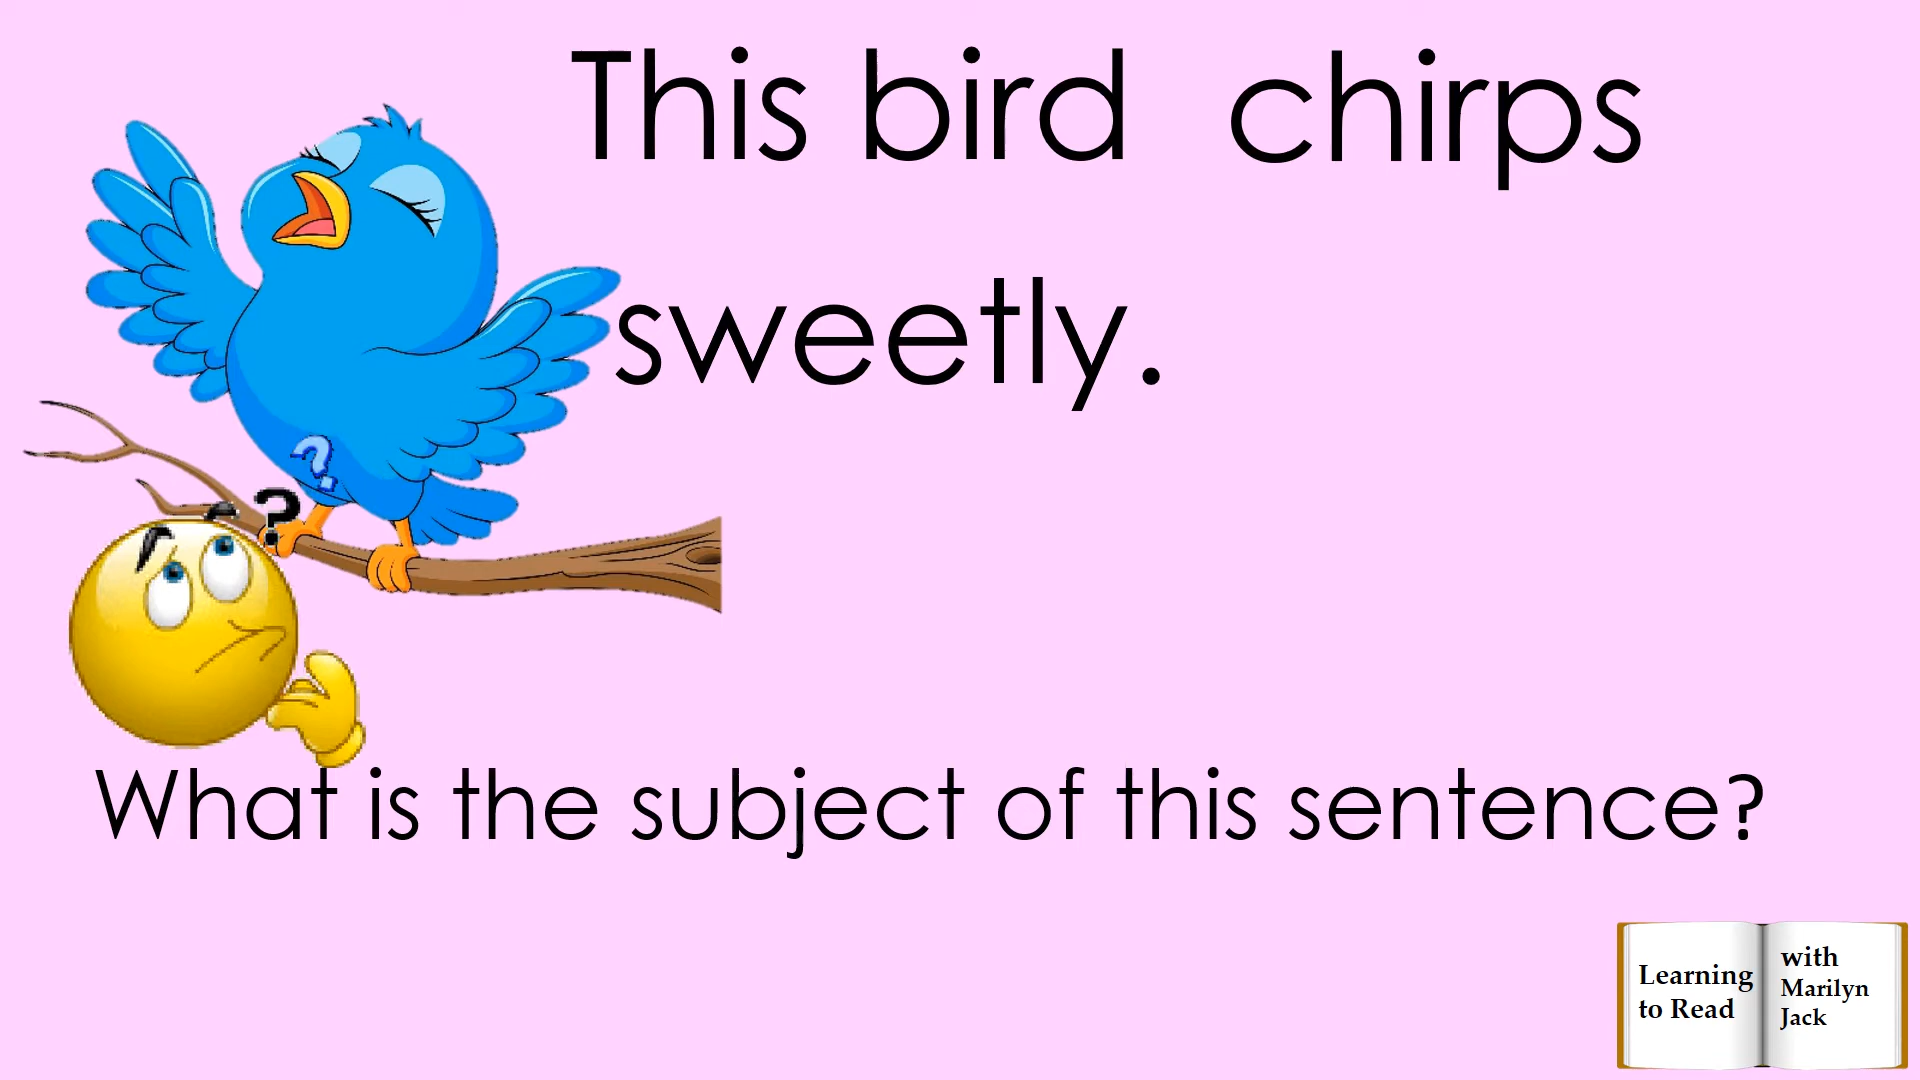 This bird chirps
sweetly.
?
?
What is the subject of this sentence?
Learning
to Read
with
Marilyn
Jack